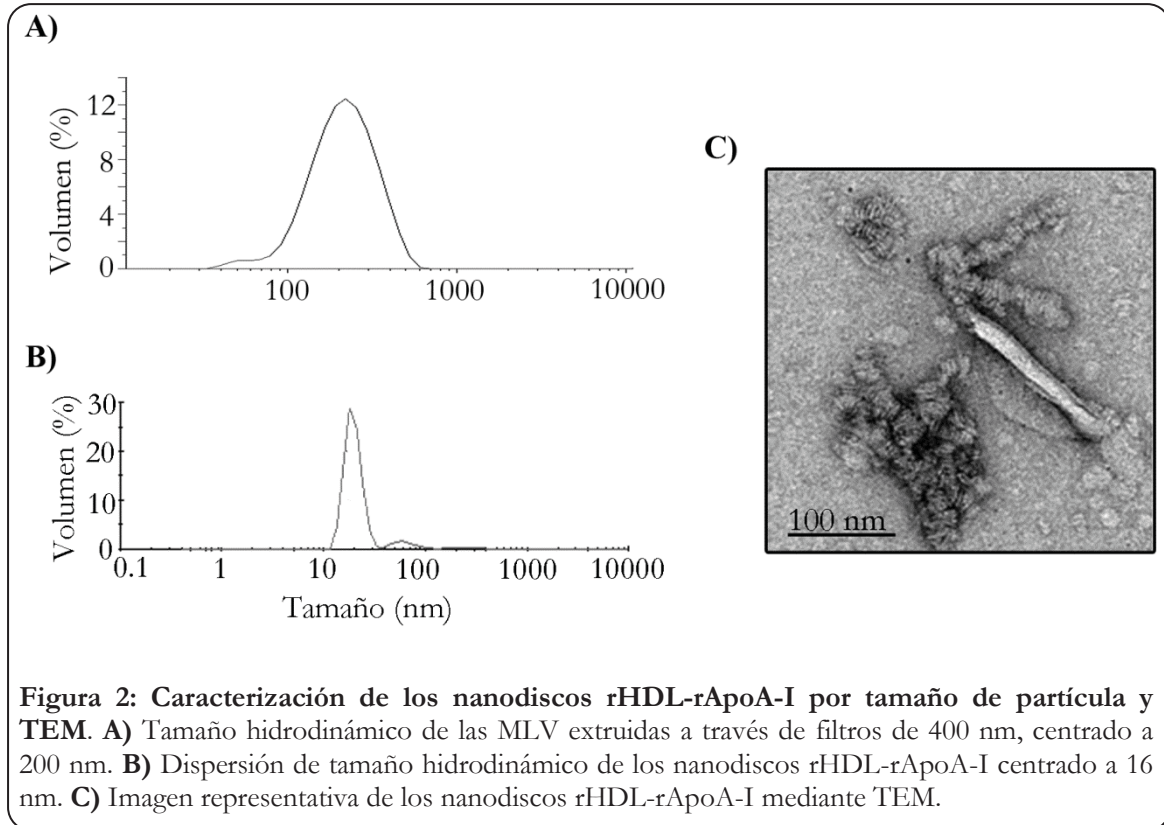 A)
Volumen (%)
12
8
4
0
100
1000
10000
B)
Volumen (%)
30
20
10
0
0.1
1
10
100
1000
10000
Tamaño (nm)
C)
100 nm
Figura 2: Caracterización de los nanodiscos rHDL-rApoA-I por tamaño de partícula y
TEM. A) Tamaño hidrodinámico de las MLV extruidas a través de filtros de 400 nm, centrado a
200 nm. B) Dispersión de tamaño hidrodinámico de los nanodiscos rHDL-rApoA-I centrado a 16
nm. C) Imagen representativa de los nanodiscos rHDL-rApoA-I mediante TEM.